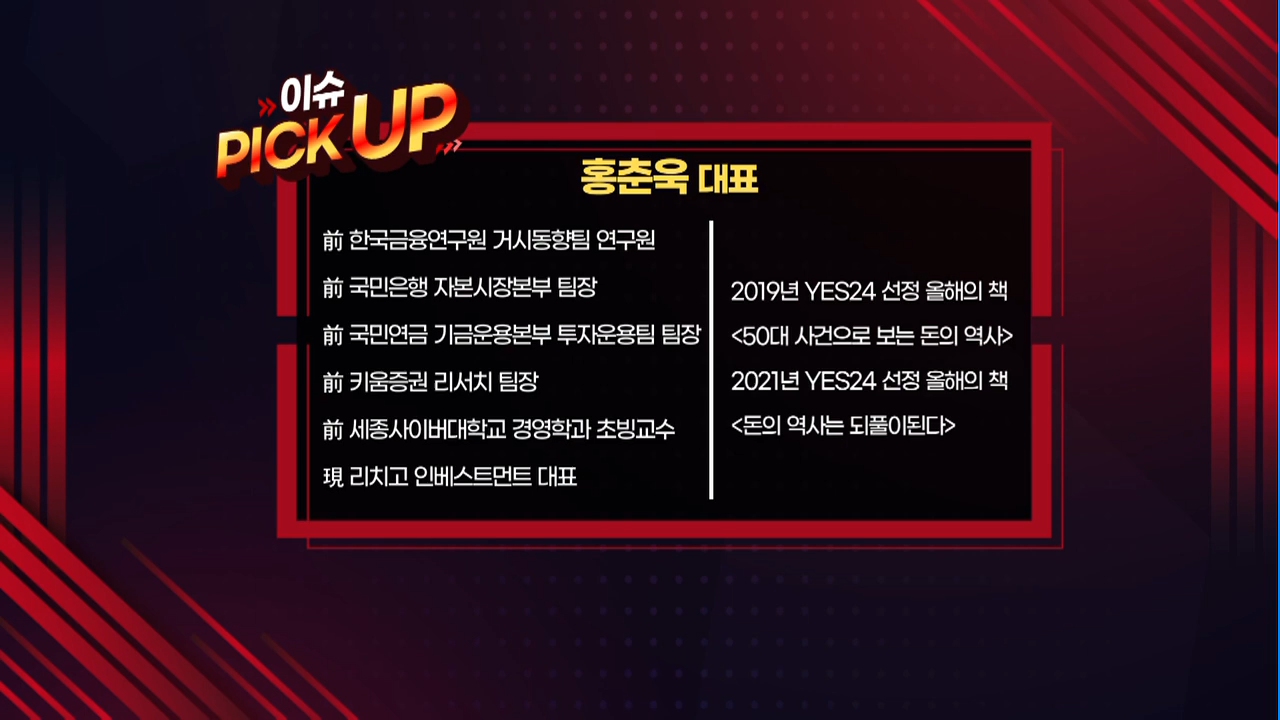 이슈
PICK UP
홍춘욱 대표
前 한국금융연구원 거시동향팀 연구원
前 국민은행 자본시장본부 팀장
前 국민연금 기금운용본부 투자운용팀 팀장
前 키움증권 리서치 팀장
前 세종사이버대학교 경영학과 초빙교수
現 리치고 인베스트먼트 대표
2019년 YES24 선정 올해의 책
<50대 사건으로 보는 돈의 역사>
2021년 YES24 선정 올해의 책
<돈의 역사는 되풀이된다>